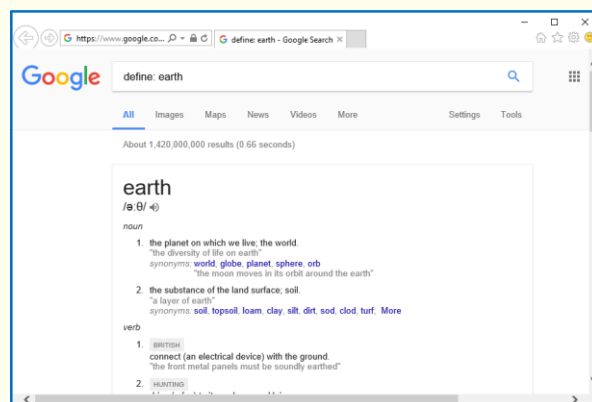 https://www.google.co... define: earth - Google Search
Google define: earth
All Images Maps News Videos More Settings Tools
About 1,420,000,000 results (0.66 seconds)
earth
/ə:θ/
noun
1. the planet on which we live; the world.
"the diversity of life on earth"
synonyms: world, globe, planet, sphere, orb
"the moon moves in its orbit around the earth"
2. the substance of the land surface; soil.
"a layer of earth"
synonyms: soil, topsoil, loam, clay, silt, dirt, sod, clod, turf; More
verb
1. BRITISH
connect (an electrical device) with the ground.
"the front metal panels must be soundly earthed"
2. HUNTING